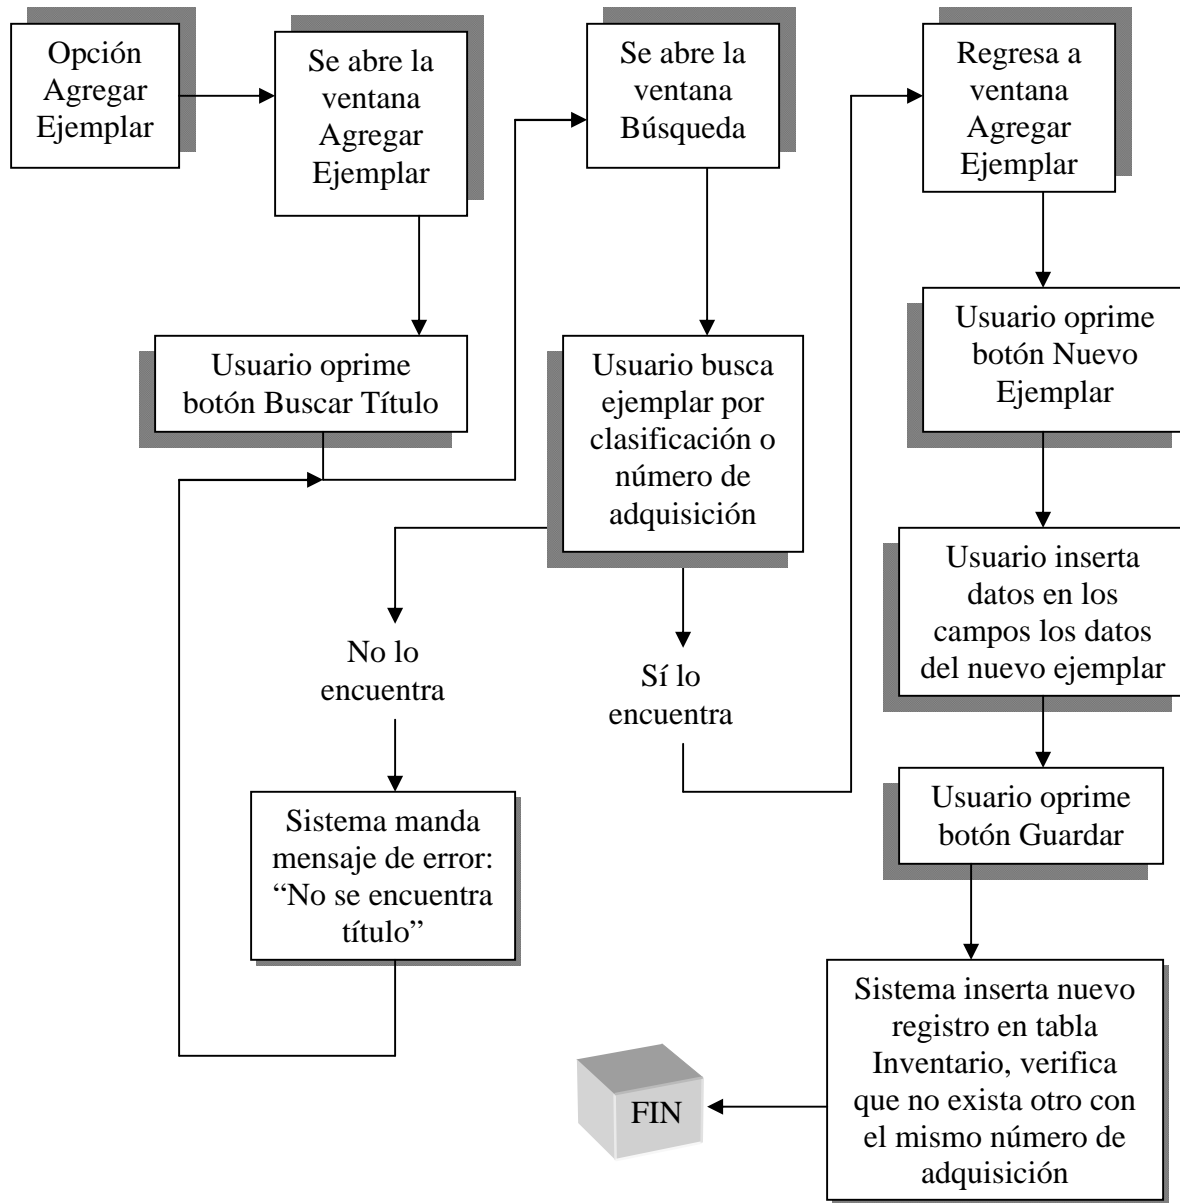 Opción
Agregar
Ejemplar
Se abre la
ventana
Agregar
Ejemplar
Usuario oprime
botón Buscar Título
Se abre la
ventana
Búsqueda
Usuario busca
ejemplar por
clasificación o
número de
adquisición
No lo
encuentra
Sistema manda
mensaje de error:
“No se encuentra
título”
Sí lo
encuentra
Regresa a
ventana
Agregar
Ejemplar
Usuario oprime
botón Nuevo
Ejemplar
Usuario inserta
datos en los
campos los datos
del nuevo ejemplar
Usuario oprime
botón Guardar
Sistema inserta nuevo
registro en tabla
Inventario, verifica
que no exista otro con
el mismo número de
adquisición
FIN